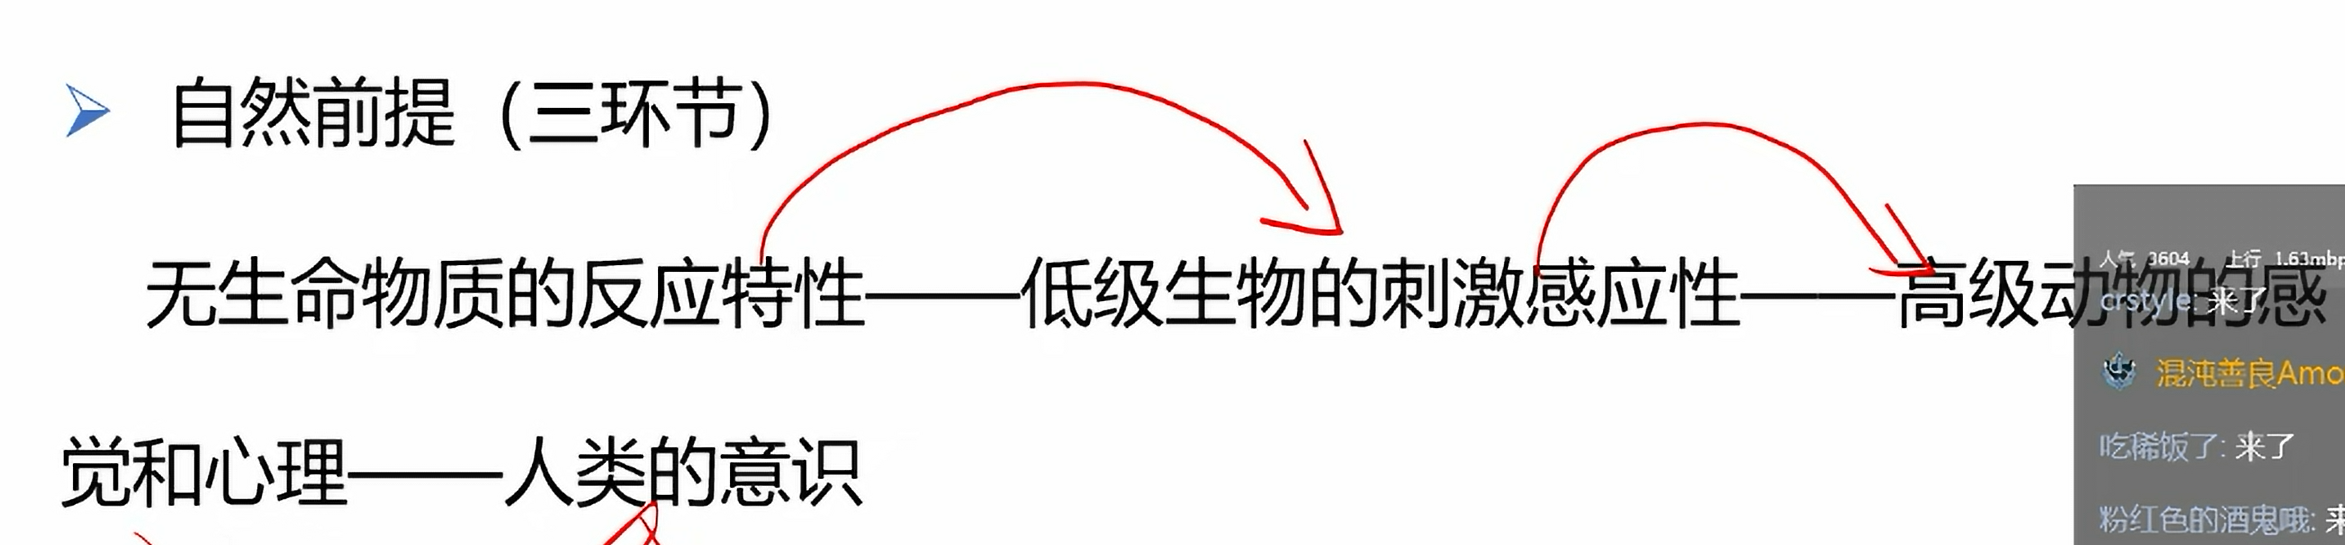 自然前提（三环节）
无生命物质的反应特性——低级生物的刺激感应性——高级动物的感
觉和心理——人类的意识
人气 3604 上行 1.63mbp
crstyle: 来了
混沌善良Amo
吃稀饭了: 来了
粉红色的酒鬼哦: 来